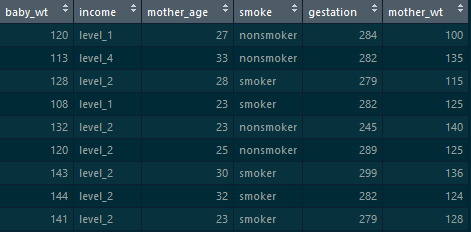 baby_wt income mother_age smoke gestation mother_wt
120 level_1 27 nonsmoker 284 100
113 level_4 33 nonsmoker 282 135
128 level_2 28 smoker 279 115
108 level_1 23 smoker 282 125
132 level_2 23 nonsmoker 245 140
120 level_2 25 nonsmoker 289 125
143 level_2 30 smoker 299 136
144 level_2 32 smoker 282 124
141 level_2 23 smoker 279 128